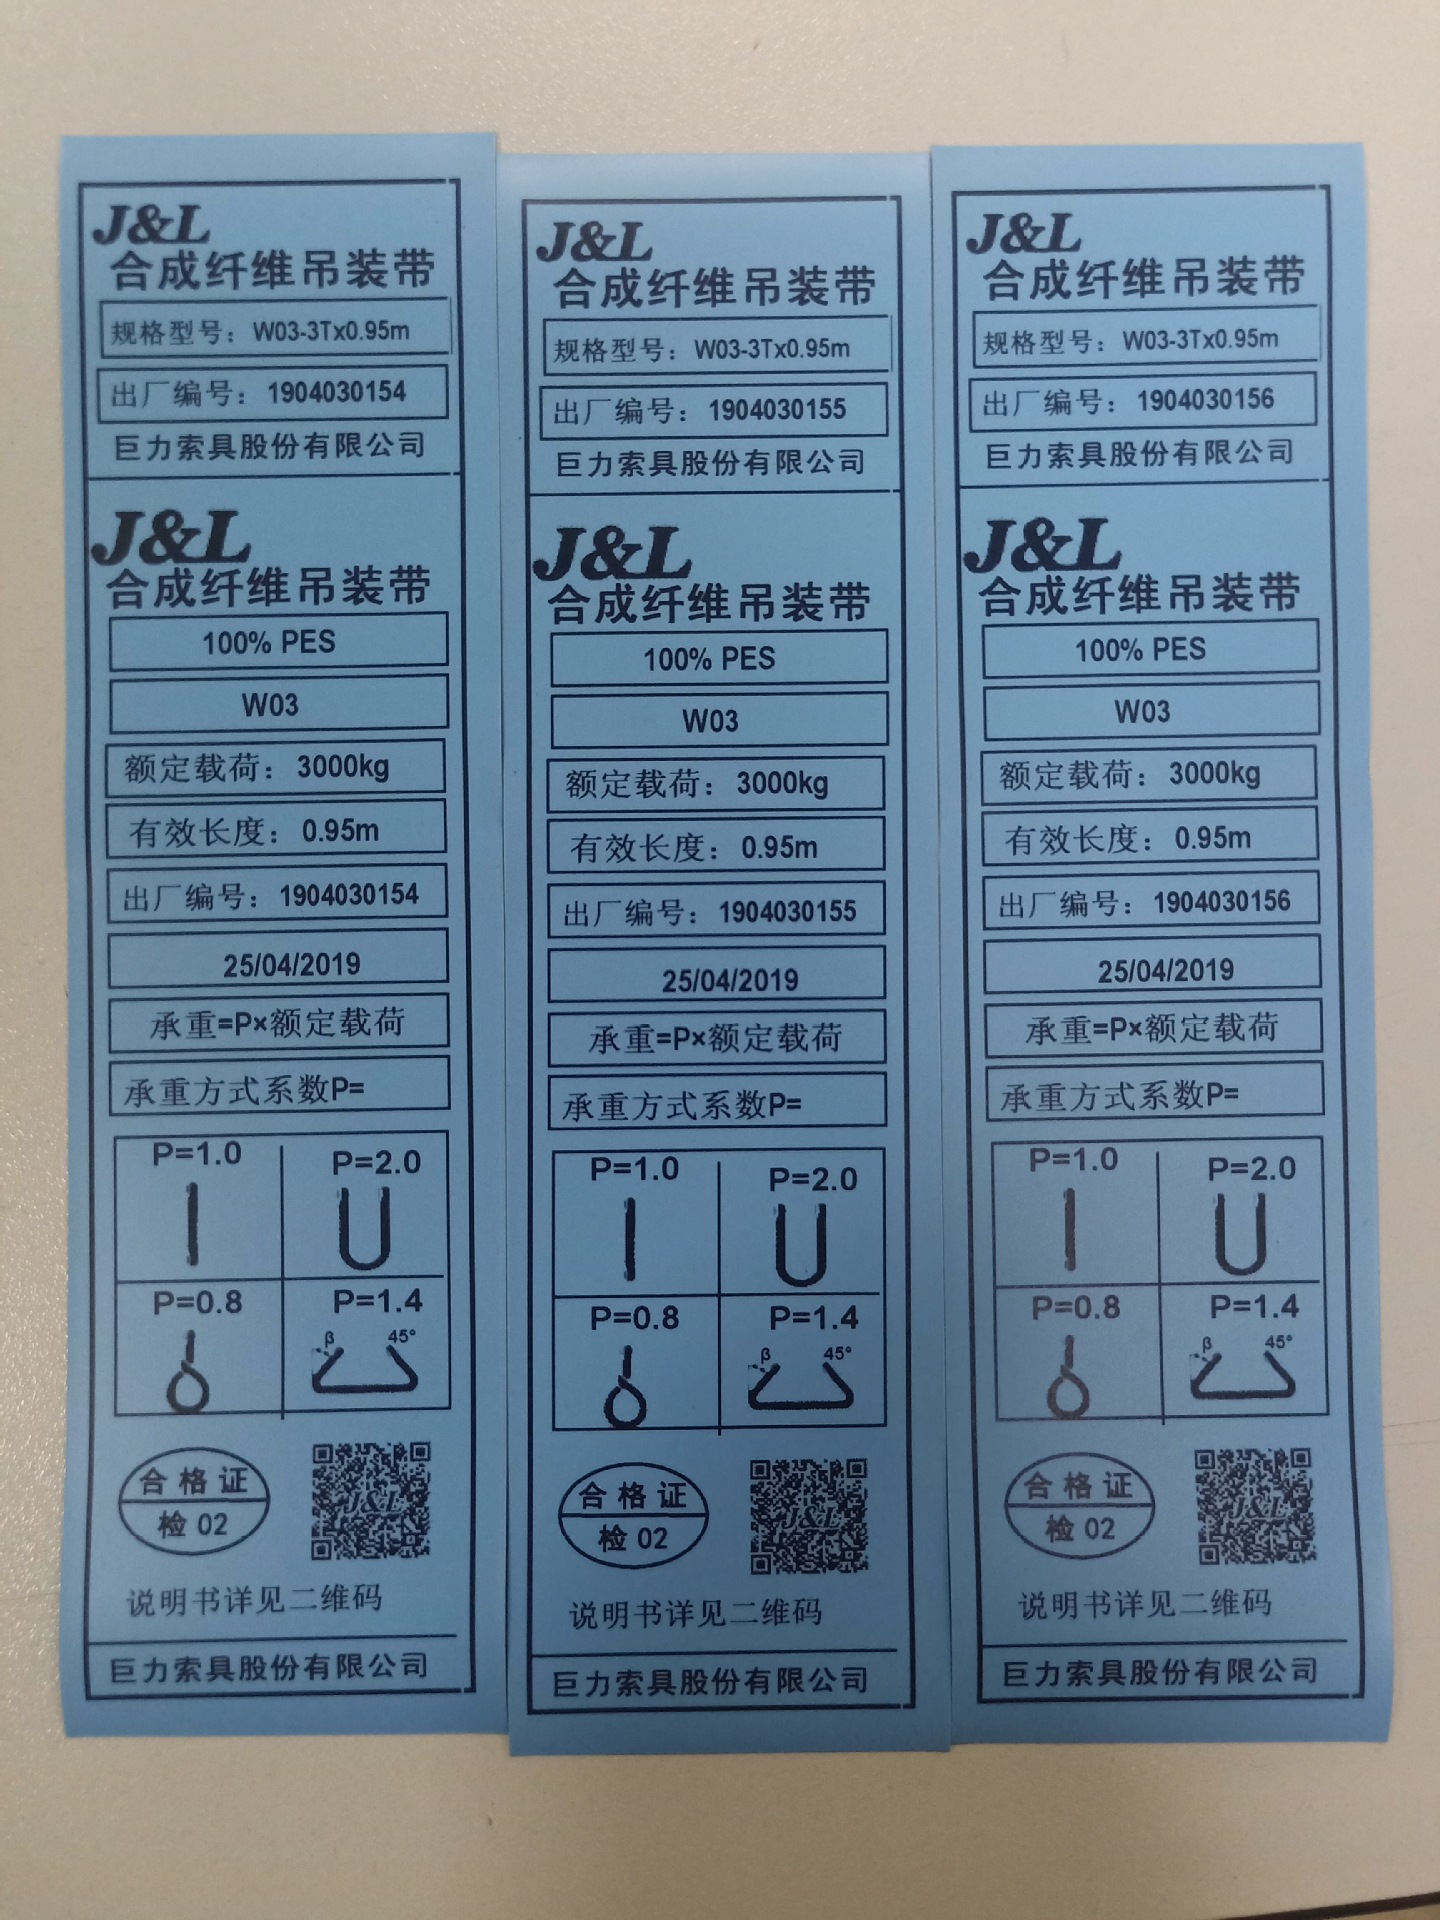 J&L
合成纤维吊装带
规格型号：W03-3Tx0.95m
出厂编号：1904030154
巨力索具股份有限公司
J&L
合成纤维吊装带
100% PES
W03
额定载荷：3000kg
有效长度：0.95m
出厂编号：1904030154
25/04/2019
承重=P×额定载荷
承重方式系数P=
P=1.0
P=2.0
P=0.8
P=1.4
β 45°
合格证
检 02
J&L
说明书详见二维码
巨力索具股份有限公司
J&L
合成纤维吊装带
规格型号：W03-3Tx0.95m
出厂编号：1904030155
巨力索具股份有限公司
J&L
合成纤维吊装带
100% PES
W03
额定载荷：3000kg
有效长度：0.95m
出厂编号：1904030155
25/04/2019
承重=P×额定载荷
承重方式系数P=
P=1.0
P=2.0
P=0.8
P=1.4
β 45°
合格证
检 02
J&L
说明书详见二维码
巨力索具股份有限公司
J&L
合成纤维吊装带
规格型号：W03-3Tx0.95m
出厂编号：1904030156
巨力索具股份有限公司
J&L
合成纤维吊装带
100% PES
W03
额定载荷：3000kg
有效长度：0.95m
出厂编号：1904030156
25/04/2019
承重=P×额定载荷
承重方式系数P=
P=1.0
P=2.0
P=0.8
P=1.4
β 45°
合格证
检 02
J&L
说明书详见二维码
巨力索具股份有限公司